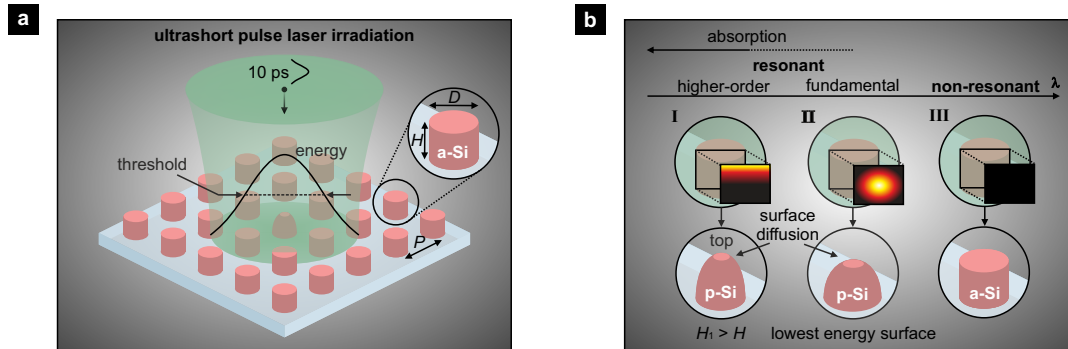 a
ultrashort pulse laser irradiation
10 ps
D
H
a-Si
threshold
energy
P
b
absorption
resonant
higher-order
fundamental
non-resonant λ
I
II
III
surface
diffusion
top
p-Si
p-Si
a-Si
H₁ > H
lowest energy surface